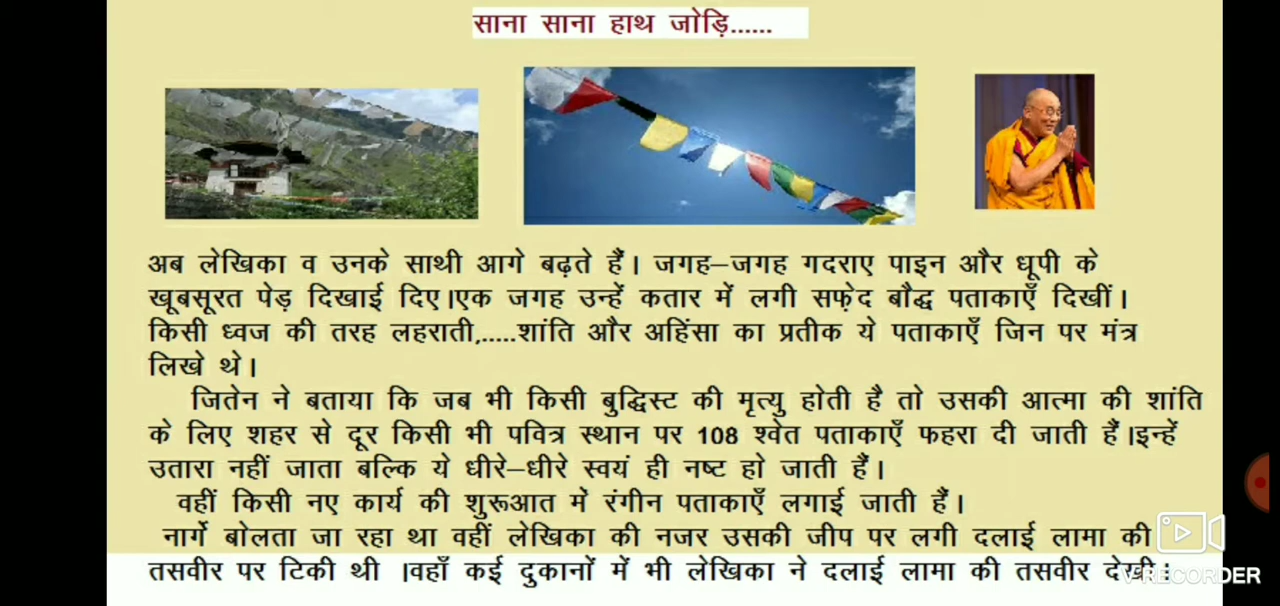 साना साना हाथ जोड़ि......
अब लेखिका व उनके साथी आगे बढ़ते हैं। जगह–जगह गदराए पाइन और धूपी के
खूबसूरत पेड़ दिखाई दिए।एक जगह उन्हें कतार में लगी सफ़ेद बौद्ध पताकाएँ दिखीं।
किसी ध्वज की तरह लहराती,.....शांति और अहिंसा का प्रतीक ये पताकाएँ जिन पर मंत्र
लिखे थे।
जितेन ने बताया कि जब भी किसी बुद्धिस्ट की मृत्यु होती है तो उसकी आत्मा की शांति
के लिए शहर से दूर किसी भी पवित्र स्थान पर 108 श्वेत पताकाएँ फहरा दी जाती हैं।इन्हें
उतारा नहीं जाता बल्कि ये धीरे–धीरे स्वयं ही नष्ट हो जाती हैं।
वहीं किसी नए कार्य की शुरूआत में रंगीन पताकाएँ लगाई जाती हैं।
नार्गे बोलता जा रहा था वहीं लेखिका की नजर उसकी जीप पर लगी दलाई लामा की
तसवीर पर टिकी थी ।वहाँ कई दुकानों में भी लेखिका ने दलाई लामा की तसवीर देखी।
V-RECORDER